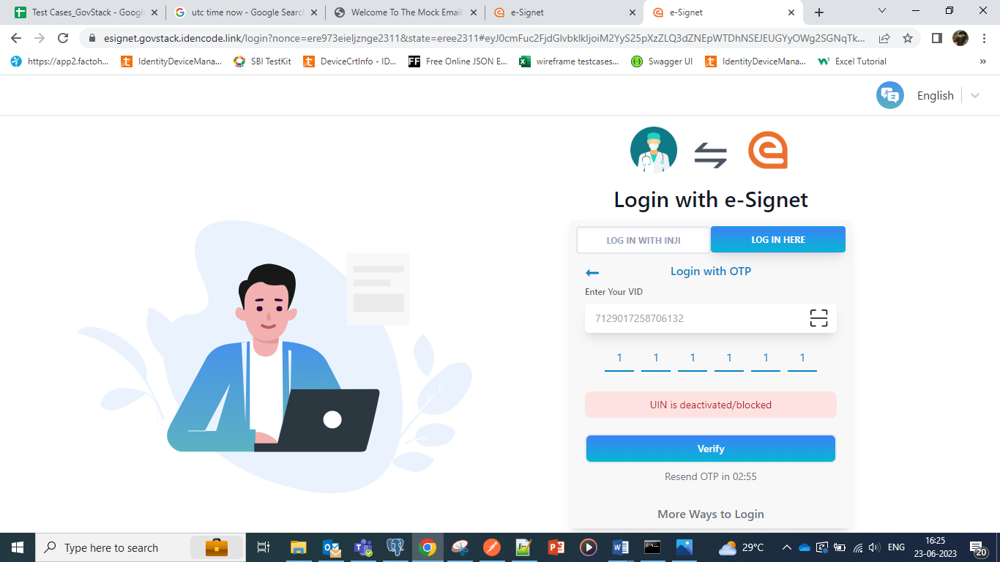 Test Cases_GovStack - Googl
utc time now - Google Searc
Welcome To The Mock Email
e-Signet
e-Signet
esignet.govstack.idencode.link/login?nonce=ere973eieljznge2311&state=eree2311#eyJ0cmFuc2FjdGlvbklkIjoiM2YyS25pXzZLQ3dZNEpWTDhNSEJEUGYyOWg2SGNqTk...
https://app2.factoh...
IdentityDeviceMana...
SBI TestKit
DeviceCrtInfo - ID...
FF Free Online JSON E...
wireframe testcases...
Swagger UI
IdentityDeviceMana...
Excel Tutorial
»
English
Login with e-Signet
LOG IN WITH INJI
LOG IN HERE
Login with OTP
Enter Your VID
7129017258706132
1 1 1 1 1 1
UIN is deactivated/blocked
Verify
Resend OTP in 02:55
More Ways to Login
Type here to search
29°C
ENG
16:25
23-06-2023
20